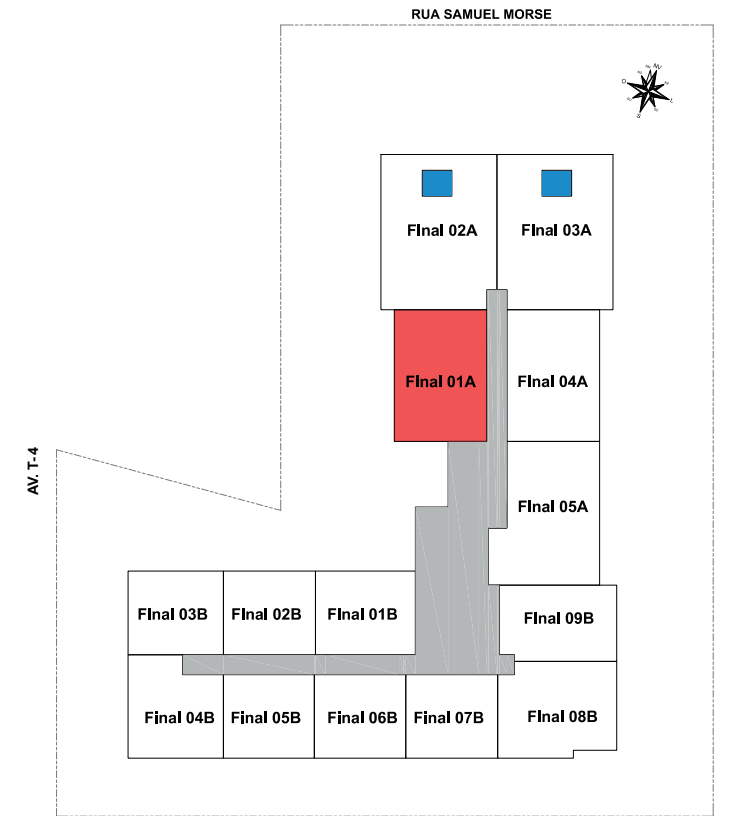 RUA SAMUEL MORSE
NV
O
L
S
FInal 02A
FInal 03A
FInal 01A
FInal 04A
AV. T-4
FInal 05A
FInal 03B
FInal 02B
FInal 01B
FInal 09B
FInal 04B
FInal 05B
FInal 06B
FInal 07B
FInal 08B